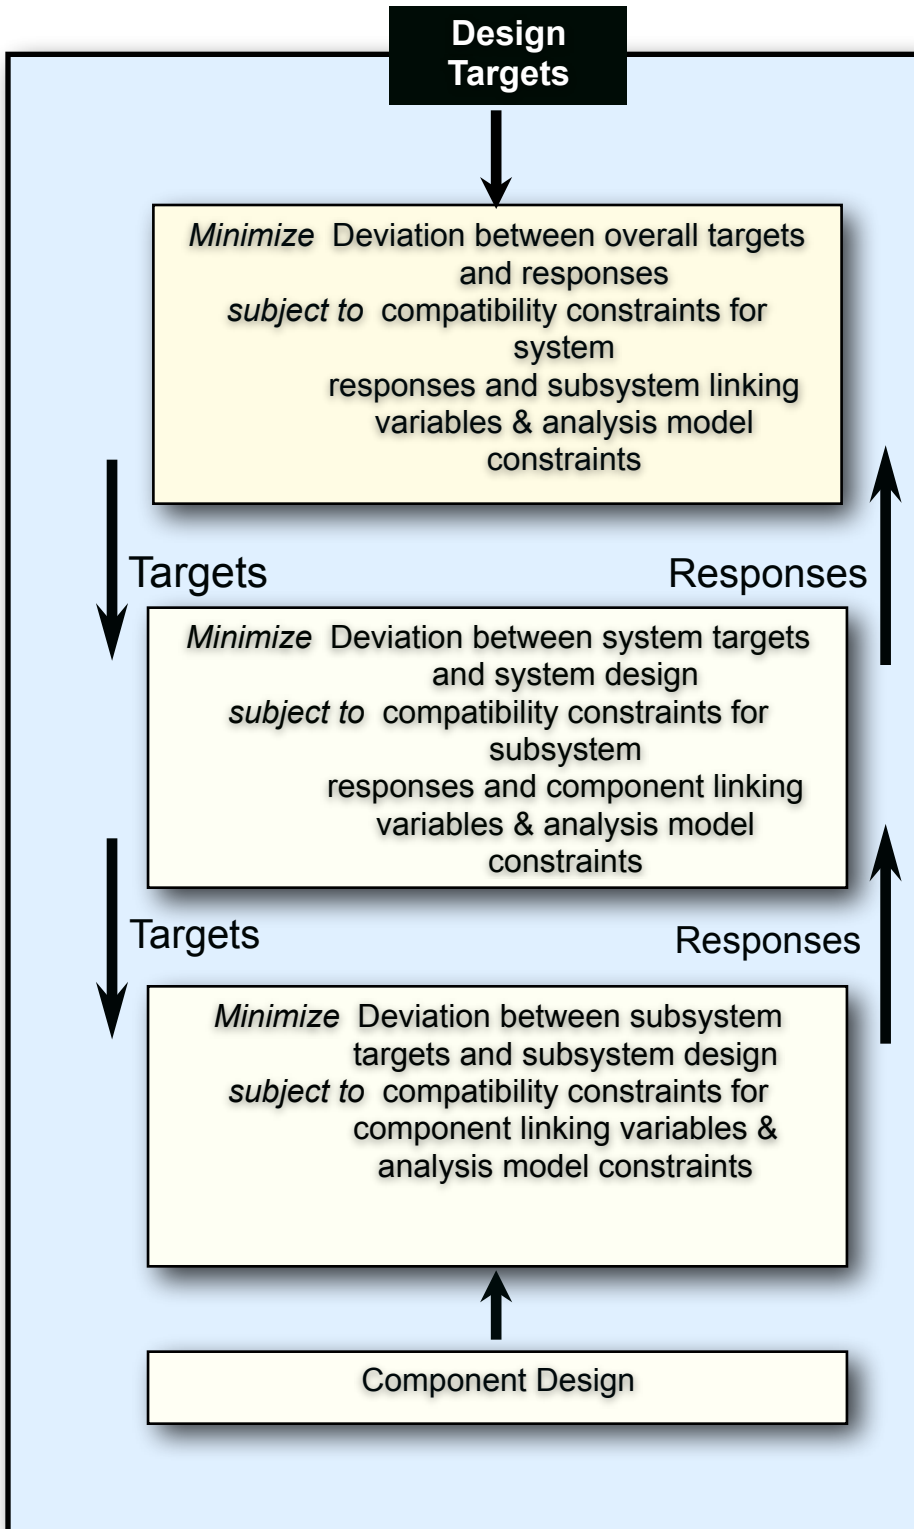 Design
Targets
Minimize Deviation between overall targets
and responses
subject to compatibility constraints for
system
responses and subsystem linking
variables & analysis model
constraints
Targets
Responses
Minimize Deviation between system targets
and system design
subject to compatibility constraints for
subsystem
responses and component linking
variables & analysis model
constraints
Targets
Responses
Minimize Deviation between subsystem
targets and subsystem design
subject to compatibility constraints for
component linking variables &
analysis model constraints
Component Design